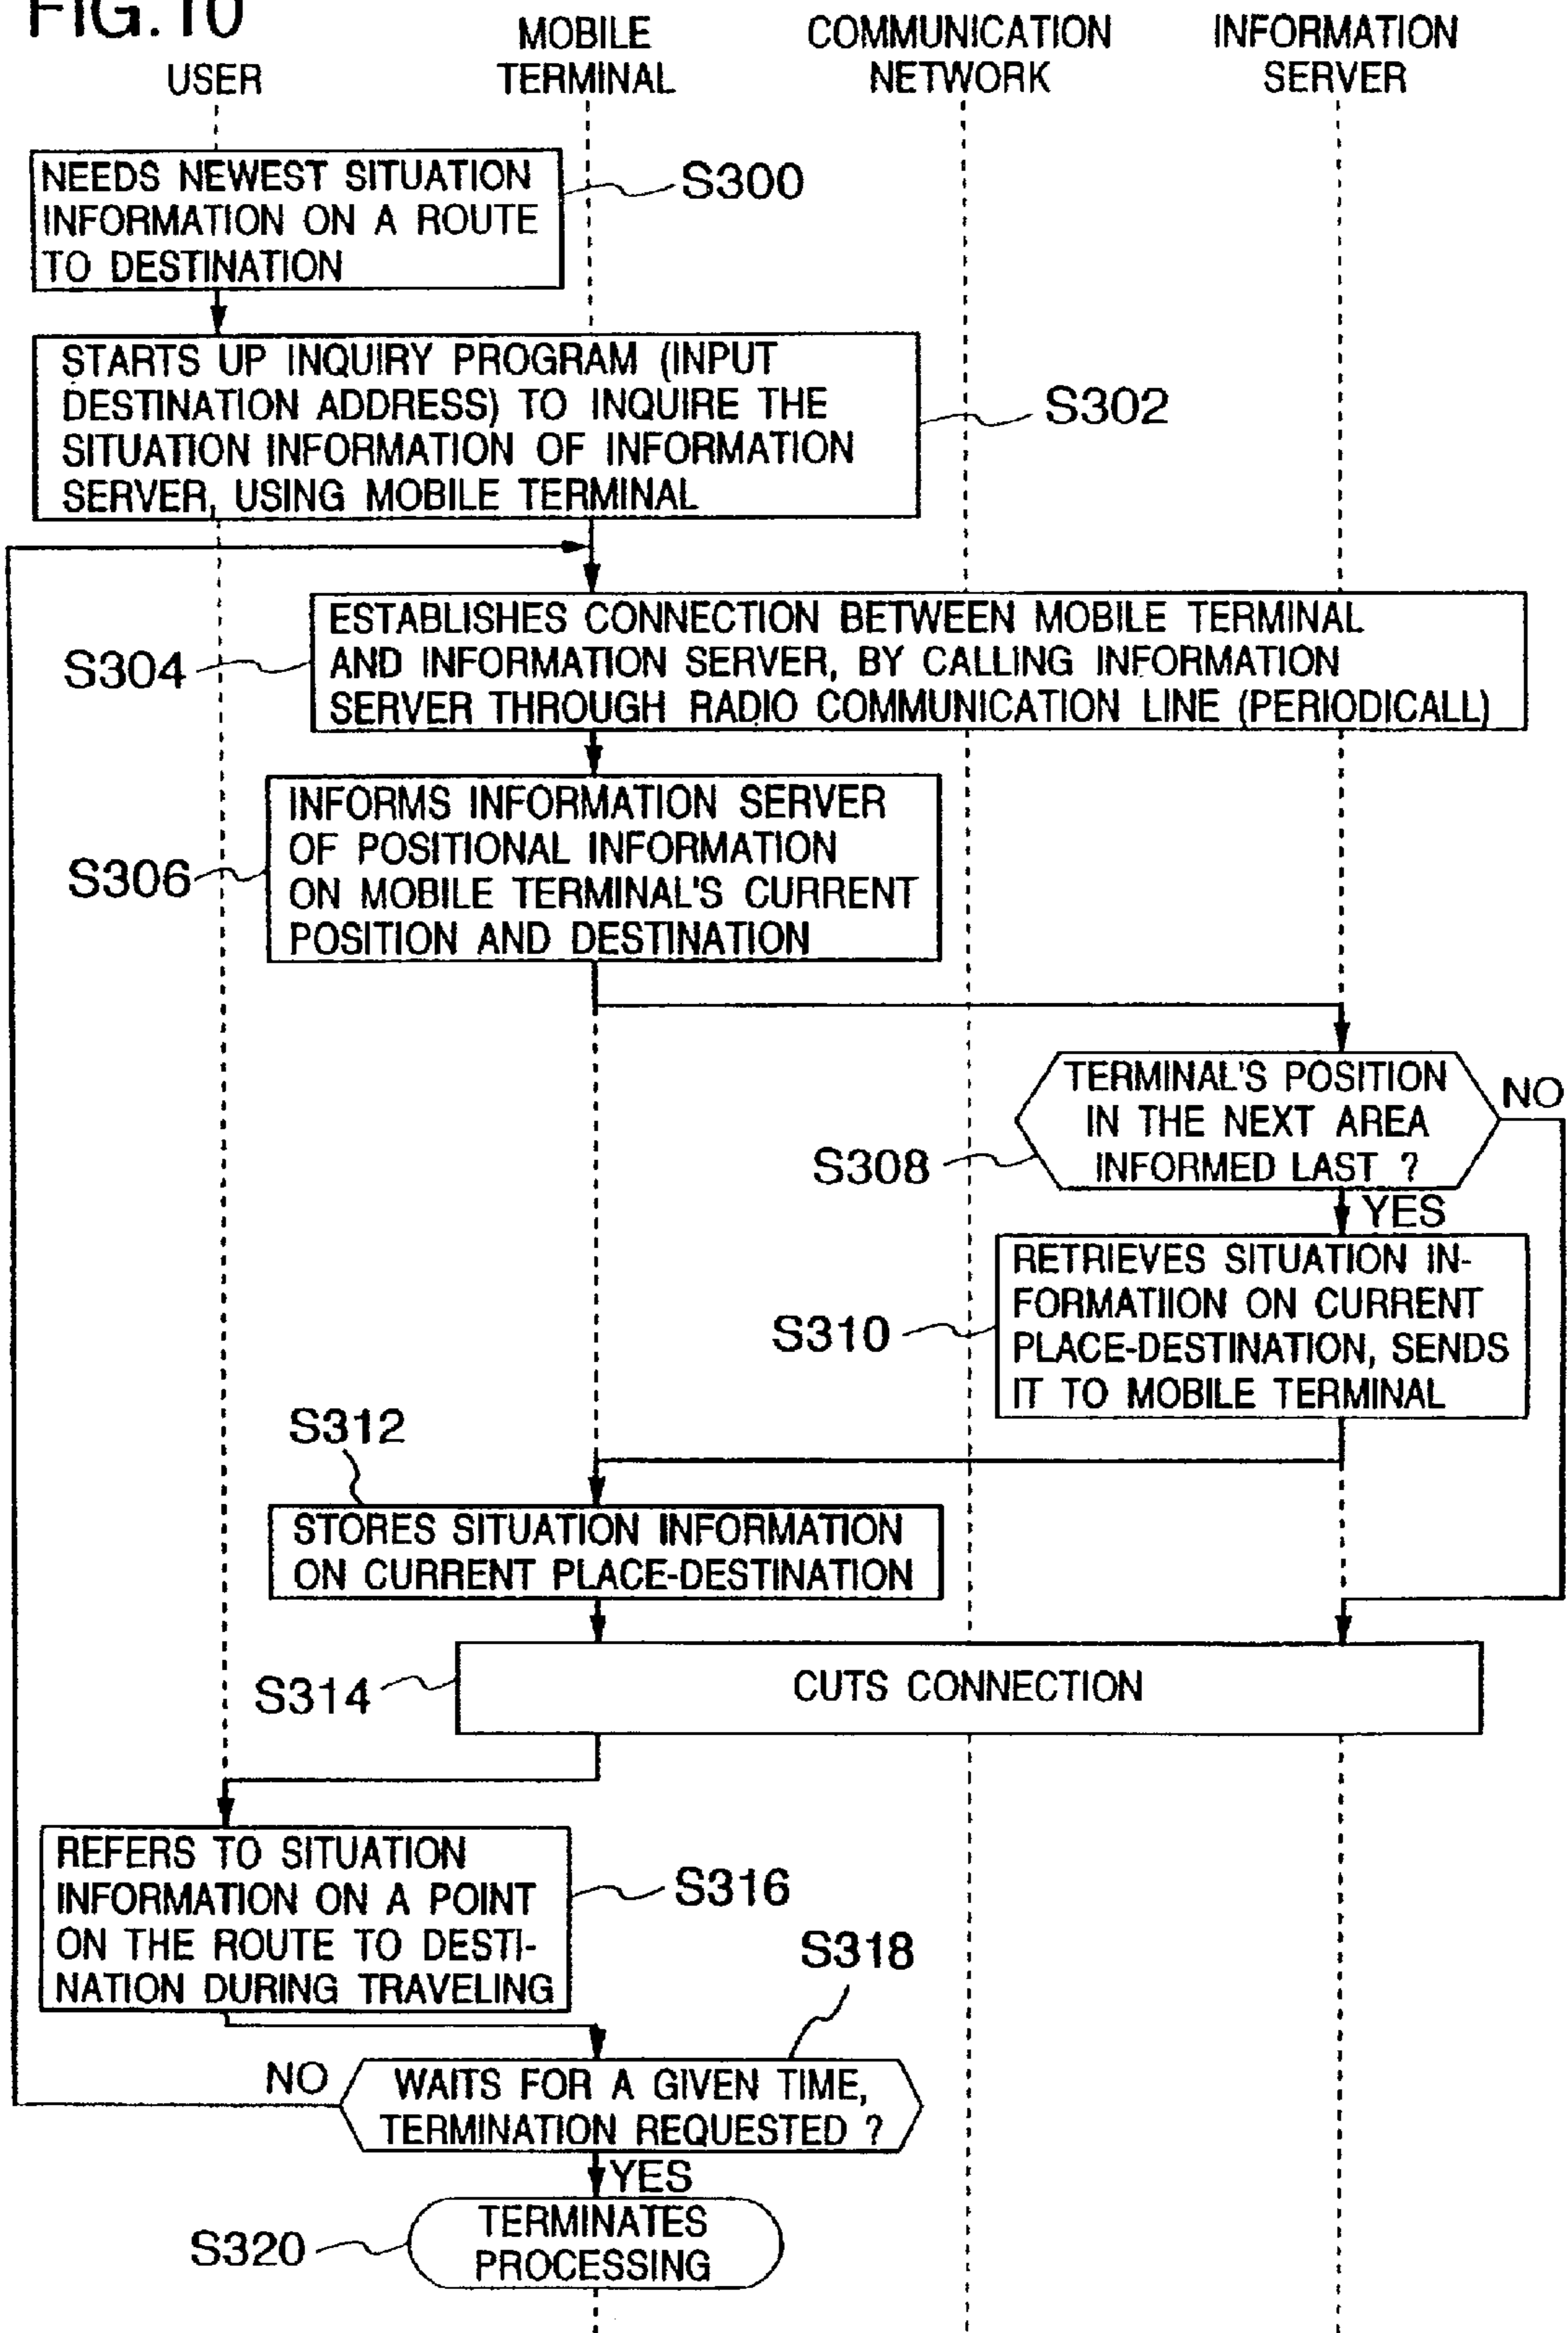 FIG.10
USER
MOBILE
TERMINAL
COMMUNICATION
NETWORK
INFORMATION
SERVER
NEEDS NEWEST SITUATION
INFORMATION ON A ROUTE
TO DESTINATION
S300
STARTS UP INQUIRY PROGRAM (INPUT
DESTINATION ADDRESS) TO INQUIRE THE
SITUATION INFORMATION OF INFORMATION
SERVER, USING MOBILE TERMINAL
S302
S304
ESTABLISHES CONNECTION BETWEEN MOBILE TERMINAL
AND INFORMATION SERVER, BY CALLING INFORMATION
SERVER THROUGH RADIO COMMUNICATION LINE (PERIODICALL)
S306
INFORMS INFORMATION SERVER
OF POSITIONAL INFORMATION
ON MOBILE TERMINAL'S CURRENT
POSITION AND DESTINATION
TERMINAL'S POSITION
IN THE NEXT AREA
INFORMED LAST ?
NO
S308
YES
S310
RETRIEVES SITUATION IN-
FORMATIION ON CURRENT
PLACE-DESTINATION, SENDS
IT TO MOBILE TERMINAL
S312
STORES SITUATION INFORMATION
ON CURRENT PLACE-DESTINATION
S314
CUTS CONNECTION
REFERS TO SITUATION
INFORMATION ON A POINT
ON THE ROUTE TO DESTI-
NATION DURING TRAVELING
S316
S318
NO
WAITS FOR A GIVEN TIME,
TERMINATION REQUESTED ?
YES
S320
TERMINATES
PROCESSING